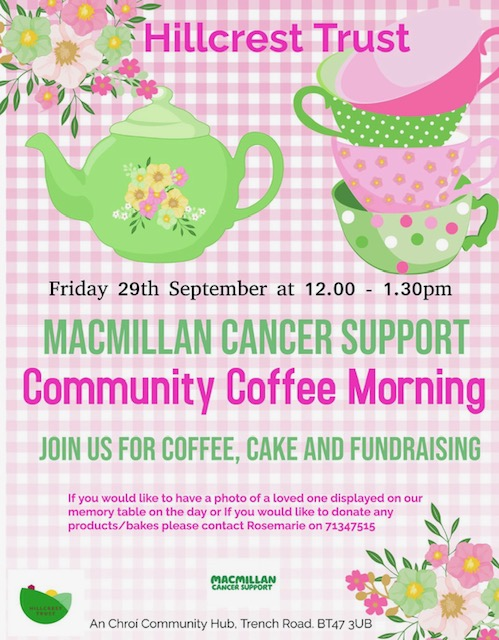 Hillcrest Trust
Friday 29th September at 12.00 - 1.30pm
MACMILLAN CANCER SUPPORT
Community Coffee Morning
JOIN US FOR COFFEE, CAKE AND FUNDRAISING
If you would like to have a photo of a loved one displayed on our
memory table on the day or If you would like to donate any
products/bakes please contact Rosemarie on 71347515
HILLCREST
TRUST
MACMILLAN
CANCER SUPPORT
An Chroí Community Hub, Trench Road. BT47 3UB